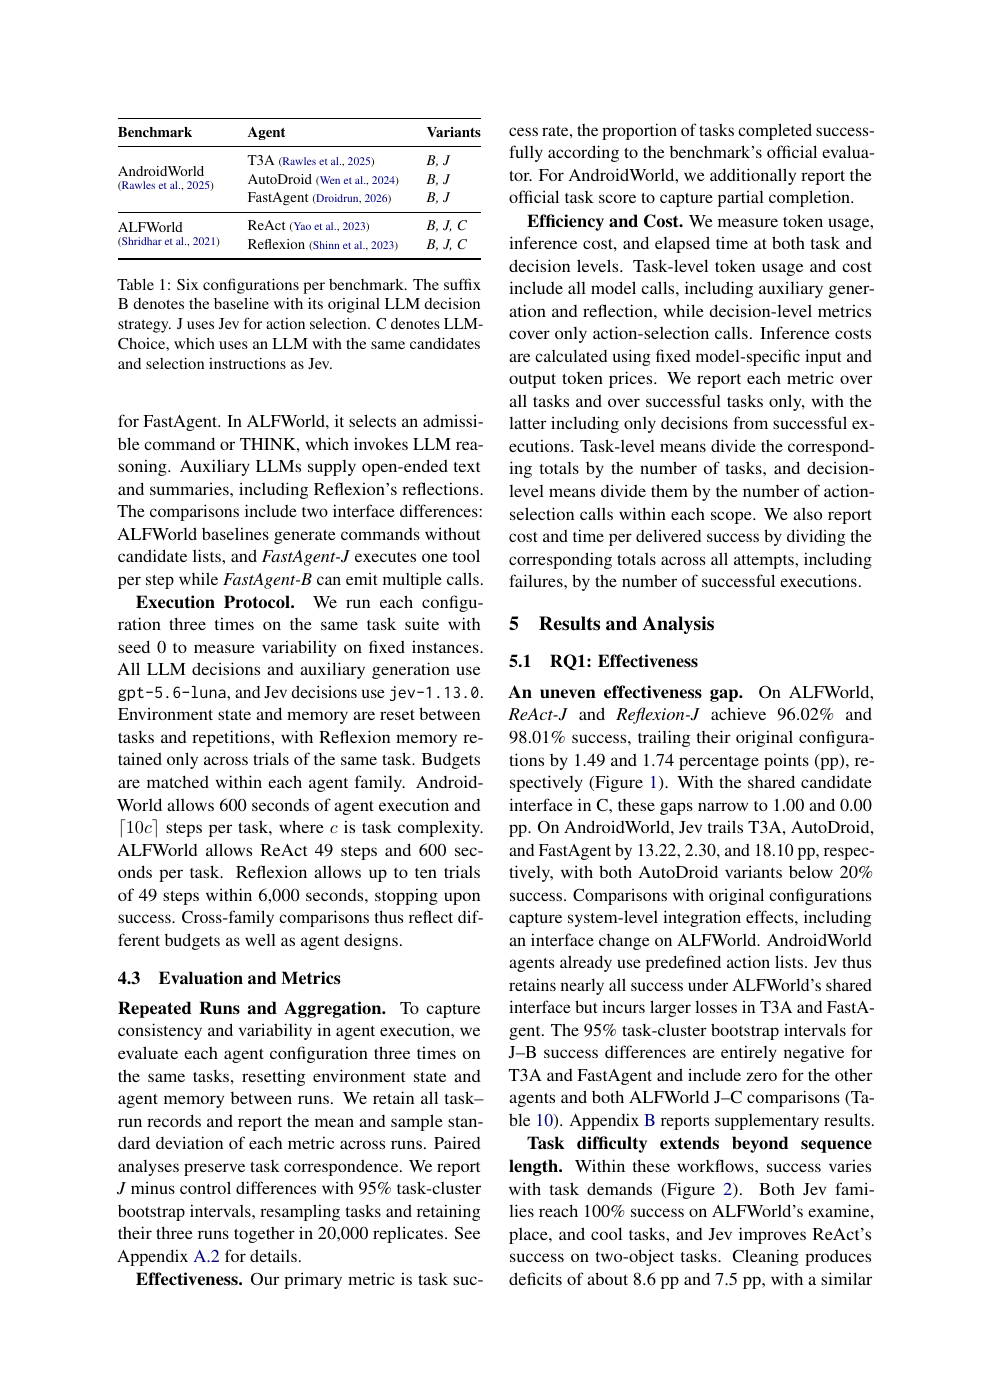 Benchmark Agent Variants
AndroidWorld
(Rawles et al., 2025)
T3A (Rawles et al., 2025) B, J
AutoDroid (Wen et al., 2024) B, J
FastAgent (Droidrun, 2026) B, J
ALFWorld
(Shridhar et al., 2021)
ReAct (Yao et al., 2023) B, J, C
Reflexion (Shinn et al., 2023) B, J, C
Table 1: Six configurations per benchmark. The suffix
B denotes the baseline with its original LLM decision
strategy. J uses Jev for action selection. C denotes LLM-
Choice, which uses an LLM with the same candidates
and selection instructions as Jev.
for FastAgent. In ALFWorld, it selects an admissi-
ble command or THINK, which invokes LLM rea-
soning. Auxiliary LLMs supply open-ended text
and summaries, including Reflexion's reflections.
The comparisons include two interface differences:
ALFWorld baselines generate commands without
candidate lists, and FastAgent-J executes one tool
per step while FastAgent-B can emit multiple calls.
Execution Protocol. We run each configu-
ration three times on the same task suite with
seed 0 to measure variability on fixed instances.
All LLM decisions and auxiliary generation use
gpt-5.6-luna, and Jev decisions use jev-1.13.0.
Environment state and memory are reset between
tasks and repetitions, with Reflexion memory re-
tained only across trials of the same task. Budgets
are matched within each agent family. Android-
World allows 600 seconds of agent execution and
⌈10c⌉ steps per task, where c is task complexity.
ALFWorld allows ReAct 49 steps and 600 sec-
onds per task. Reflexion allows up to ten trials
of 49 steps within 6,000 seconds, stopping upon
success. Cross-family comparisons thus reflect dif-
ferent budgets as well as agent designs.
4.3 Evaluation and Metrics
Repeated Runs and Aggregation. To capture
consistency and variability in agent execution, we
evaluate each agent configuration three times on
the same tasks, resetting environment state and
agent memory between runs. We retain all task–
run records and report the mean and sample stan-
dard deviation of each metric across runs. Paired
analyses preserve task correspondence. We report
J minus control differences with 95% task-cluster
bootstrap intervals, resampling tasks and retaining
their three runs together in 20,000 replicates. See
Appendix A.2 for details.
Effectiveness. Our primary metric is task suc-
cess rate, the proportion of tasks completed success-
fully according to the benchmark's official evalua-
tor. For AndroidWorld, we additionally report the
official task score to capture partial completion.
Efficiency and Cost. We measure token usage,
inference cost, and elapsed time at both task and
decision levels. Task-level token usage and cost
include all model calls, including auxiliary gener-
ation and reflection, while decision-level metrics
cover only action-selection calls. Inference costs
are calculated using fixed model-specific input and
output token prices. We report each metric over
all tasks and over successful tasks only, with the
latter including only decisions from successful ex-
ecutions. Task-level means divide the correspond-
ing totals by the number of tasks, and decision-
level means divide them by the number of action-
selection calls within each scope. We also report
cost and time per delivered success by dividing the
corresponding totals across all attempts, including
failures, by the number of successful executions.
5 Results and Analysis
5.1 RQ1: Effectiveness
An uneven effectiveness gap. On ALFWorld,
ReAct-J and Reflexion-J achieve 96.02% and
98.01% success, trailing their original configura-
tions by 1.49 and 1.74 percentage points (pp), re-
spectively (Figure 1). With the shared candidate
interface in C, these gaps narrow to 1.00 and 0.00
pp. On AndroidWorld, Jev trails T3A, AutoDroid,
and FastAgent by 13.22, 2.30, and 18.10 pp, respec-
tively, with both AutoDroid variants below 20%
success. Comparisons with original configurations
capture system-level integration effects, including
an interface change on ALFWorld. AndroidWorld
agents already use predefined action lists. Jev thus
retains nearly all success under ALFWorld's shared
interface but incurs larger losses in T3A and FastA-
gent. The 95% task-cluster bootstrap intervals for
J–B success differences are entirely negative for
T3A and FastAgent and include zero for the other
agents and both ALFWorld J–C comparisons (Ta-
ble 10). Appendix B reports supplementary results.
Task difficulty extends beyond sequence
length. Within these workflows, success varies
with task demands (Figure 2). Both Jev fami-
lies reach 100% success on ALFWorld's examine,
place, and cool tasks, and Jev improves ReAct's
success on two-object tasks. Cleaning produces
deficits of about 8.6 pp and 7.5 pp, with a similar